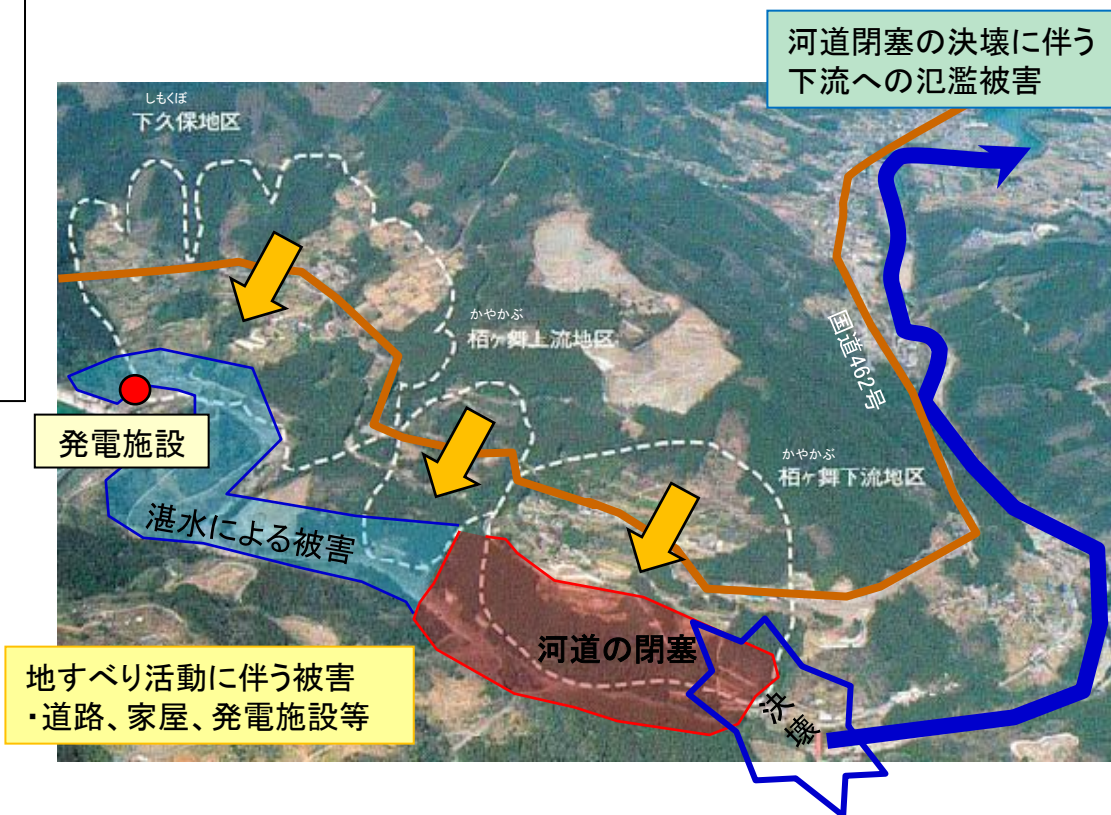 河道閉塞の決壊に伴う
下流への氾濫被害
しもくぼ
下久保地区
かやかぶ
栢ヶ舞上流地区
国道462号
発電施設
かやかぶ
栢ヶ舞下流地区
湛水による被害
河道の閉塞
地すべり活動に伴う被害
・道路、家屋、発電施設等
決壊